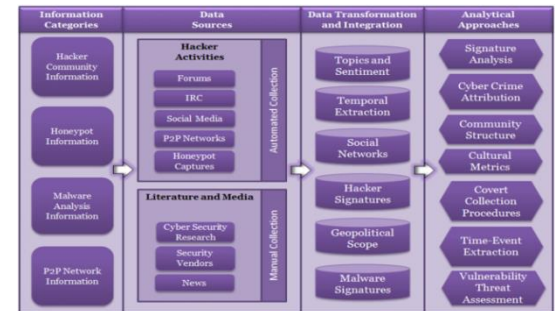 Information
Categories
Hacker
Community
Information
Honeypot
Information
Malware
Analysis
Information
P2P Network
Information
Data
Sources
Hacker
Activities
Forums
IRC
Social Media
P2P Networks
Honeypot
Captures
Automated Collection
Literature and Media
Cyber Security
Research
Security
Vendors
News
Manual Collection
Data Transformation
and Integration
Topics and
Sentiment
Temporal
Extraction
Social
Networks
Hacker
Signatures
Geopolitical
Scope
Malware
Signatures
Analytical
Approaches
Signature
Analysis
Cyber Crime
Attribution
Community
Structure
Cultural
Metrics
Covert
Collection
Procedures
Time-Event
Extraction
Vulnerability
Threat
Assessment